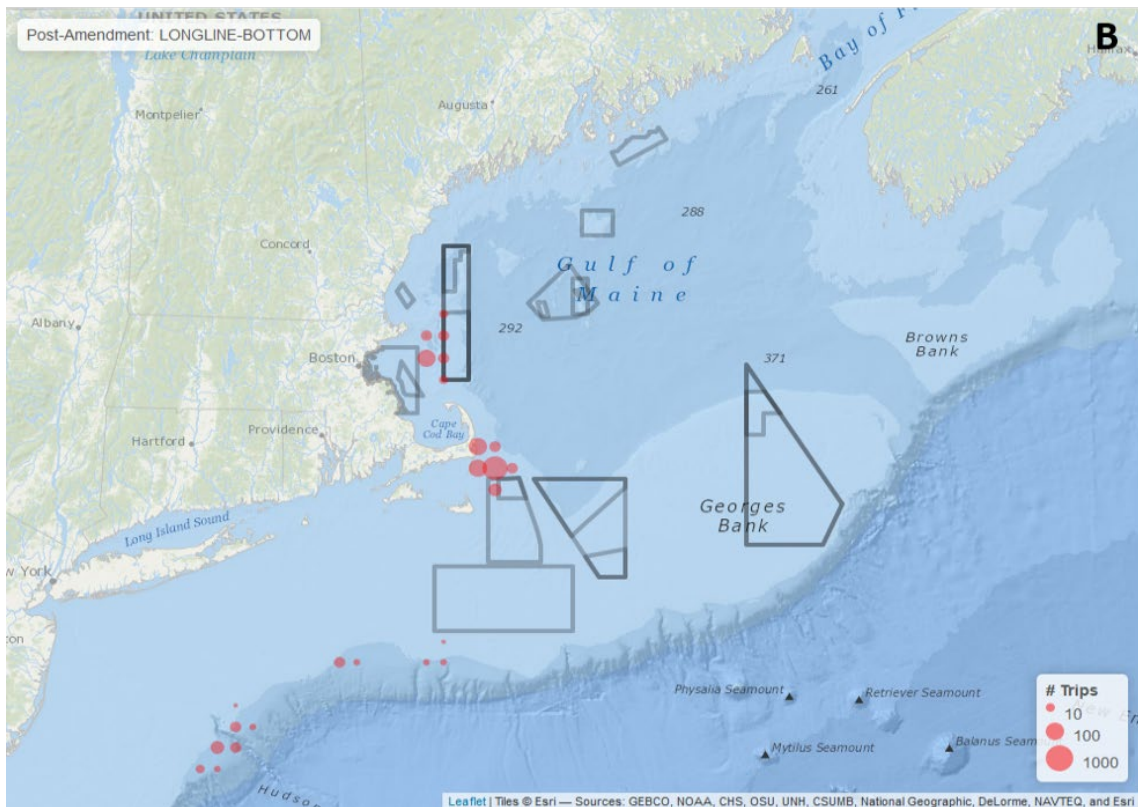 UNITED STATES
Post-Amendment: LONGLINE-BOTTOM
B
Lake Champlain
Bay of F
Halifax
Montpelier
Augusta
261
288
Concord
Gulf of
Maine
292
Albany
Boston
Browns
Bank
371
Cape
Cod Bay
Hartford
Providence
Georges
Bank
Long Island Sound
w York
Physalia Seamount
Retriever Seamount
# Trips
10
100
1000
Mytilus Seamount
Balanus Seamou
Hudso
Leaflet | Tiles © Esri — Sources: GEBCO, NOAA, CHS, OSU, UNH, CSUMB, National Geographic, DeLorme, NAVTEQ, and Esri